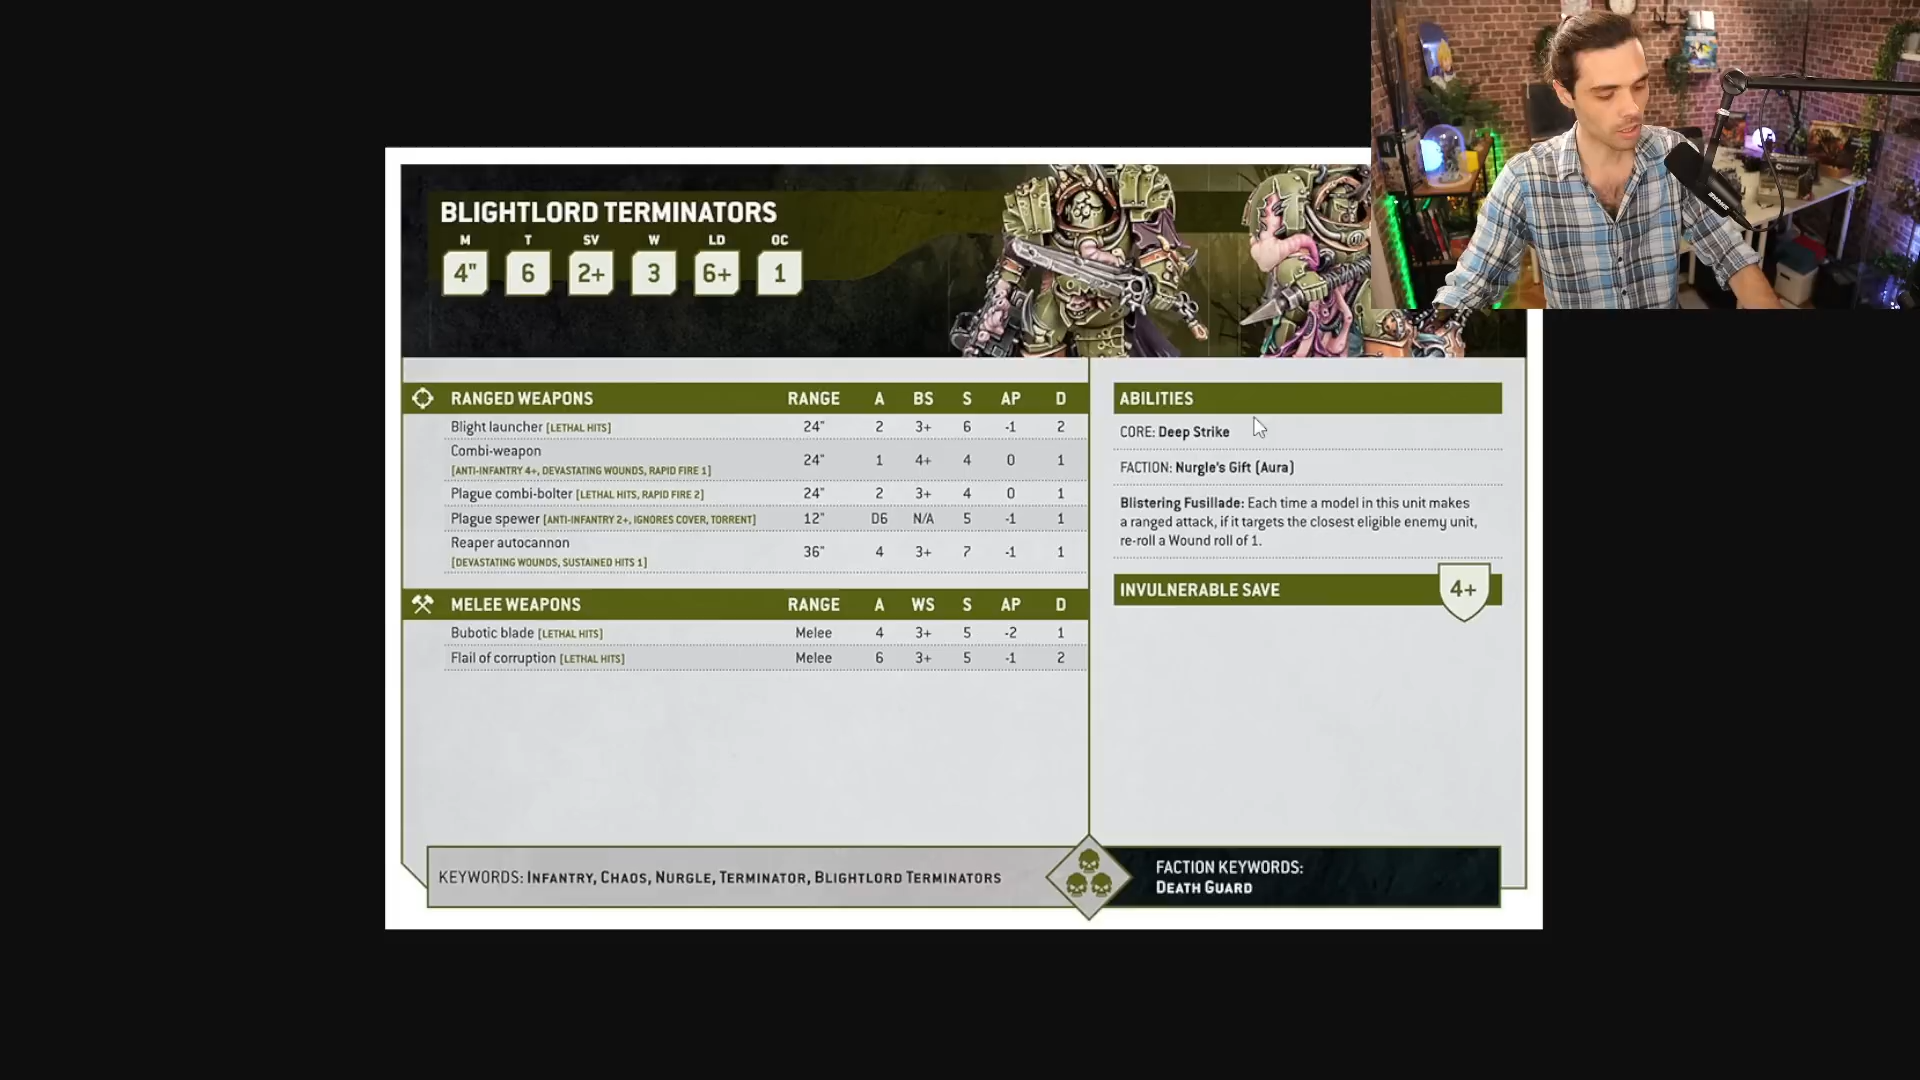 BLIGHTLORD TERMINATORS
M T SV W LD OC
4" 6 2+ 3 6+ 1
RANGED WEAPONS RANGE A BS S AP D
Blight launcher [LETHAL HITS] 24" 2 3+ 6 -1 2
Combi-weapon
[ANTI-INFANTRY 4+, DEVASTATING WOUNDS, RAPID FIRE 1] 24" 1 4+ 4 0 1
Plague combi-bolter [LETHAL HITS, RAPID FIRE 2] 24" 2 3+ 4 0 1
Plague spewer [ANTI-INFANTRY 2+, IGNORES COVER, TORRENT] 12" D6 N/A 5 -1 1
Reaper autocannon
[DEVASTATING WOUNDS, SUSTAINED HITS 1] 36" 4 3+ 7 -1 1
MELEE WEAPONS RANGE A WS S AP D
Bubotic blade [LETHAL HITS] Melee 4 3+ 5 -2 1
Flail of corruption [LETHAL HITS] Melee 6 3+ 5 -1 2
ABILITIES
CORE: Deep Strike
FACTION: Nurgle's Gift (Aura)
Blistering Fusillade: Each time a model in this unit makes
a ranged attack, if it targets the closest eligible enemy unit,
re-roll a Wound roll of 1.
INVULNERABLE SAVE 4+
KEYWORDS: INFANTRY, CHAOS, NURGLE, TERMINATOR, BLIGHTLORD TERMINATORS
FACTION KEYWORDS:
DEATH GUARD